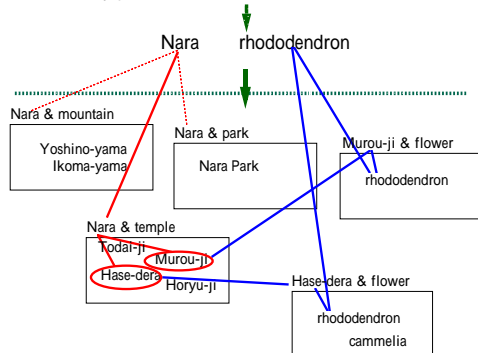 Nara rhododendron
Nara & mountain
Yoshino-yama
Ikoma-yama
Nara & park
Nara Park
Murou-ji & flower
rhododendron
Nara & temple
Todai-ji
Murou-ji
Hase-dera
Horyu-ji
Hase-dera & flower
rhododendron
cammelia